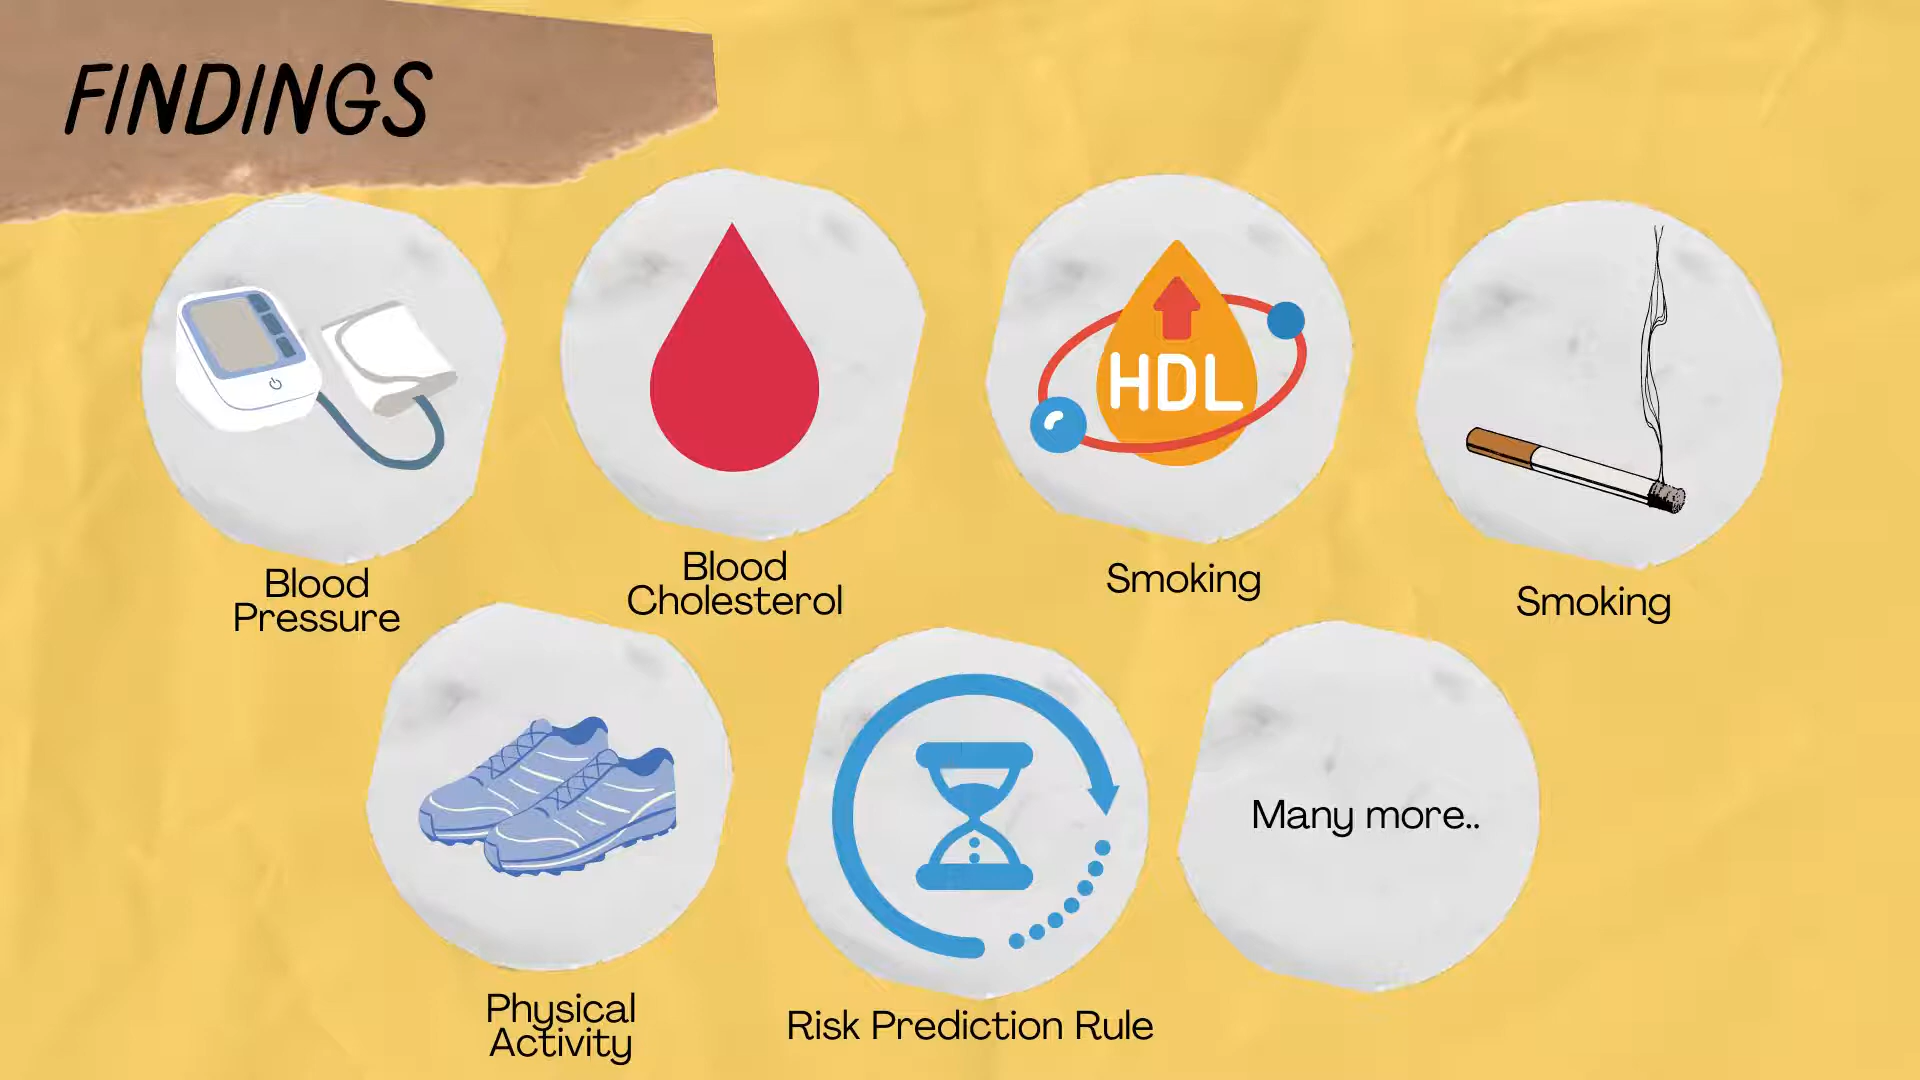 FINDINGS
HDL
Blood
Pressure
Blood
Cholesterol
Smoking
Smoking
Many more..
Physical
Activity
Risk Prediction Rule